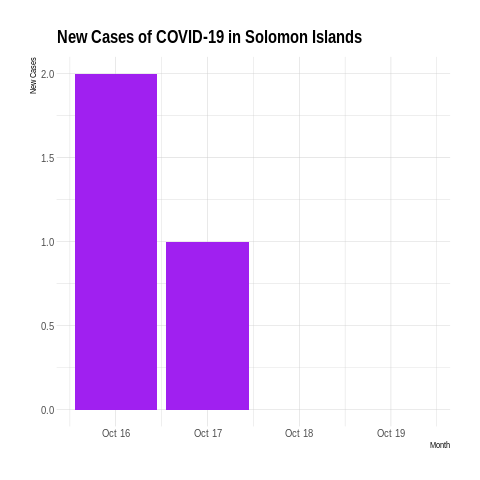 New Cases of COVID-19 in Solomon Islands
New Cases
2.0
1.5
1.0
0.5
0.0
Oct 16
Oct 17
Oct 18
Oct 19
Month